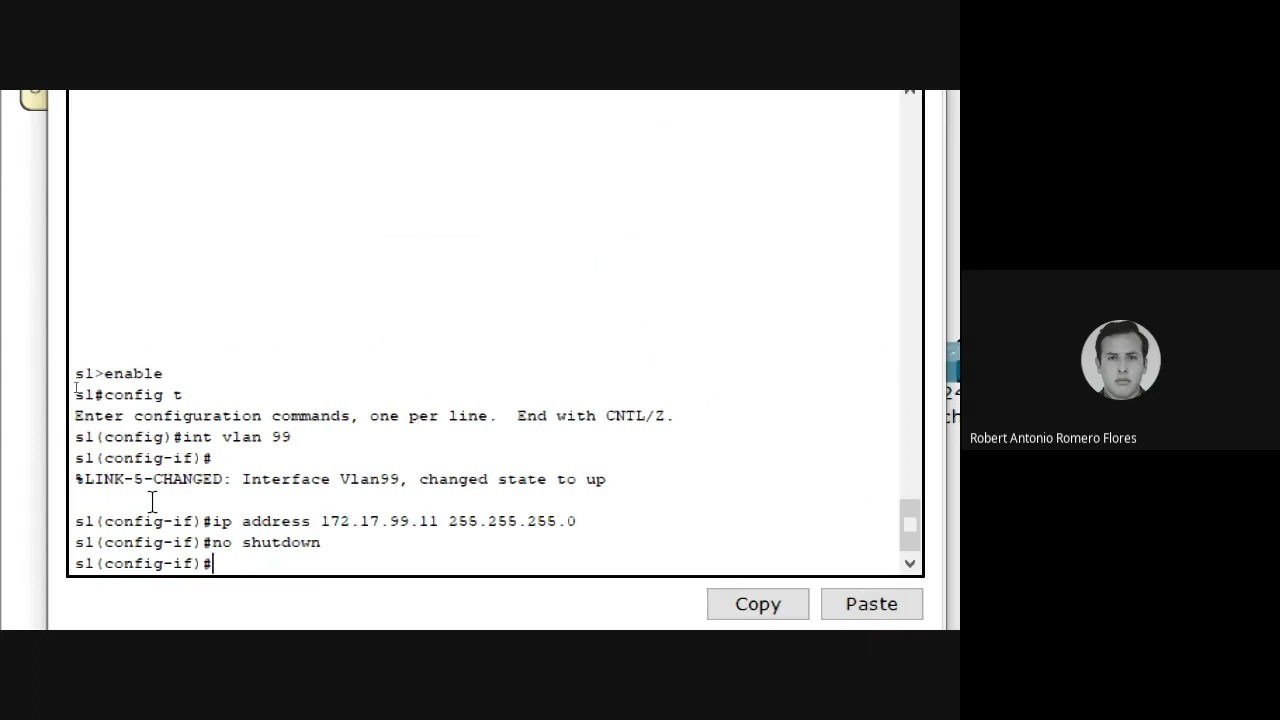 s1>enable
s1#config t
Enter configuration commands, one per line.  End with CNTL/Z.
s1(config)#int vlan 99
s1(config-if)#
%LINK-5-CHANGED: Interface Vlan99, changed state to up
s1(config-if)#ip address 172.17.99.11 255.255.255.0
s1(config-if)#no shutdown
s1(config-if)#
Copy
Paste
24
ch
Robert Antonio Romero Flores